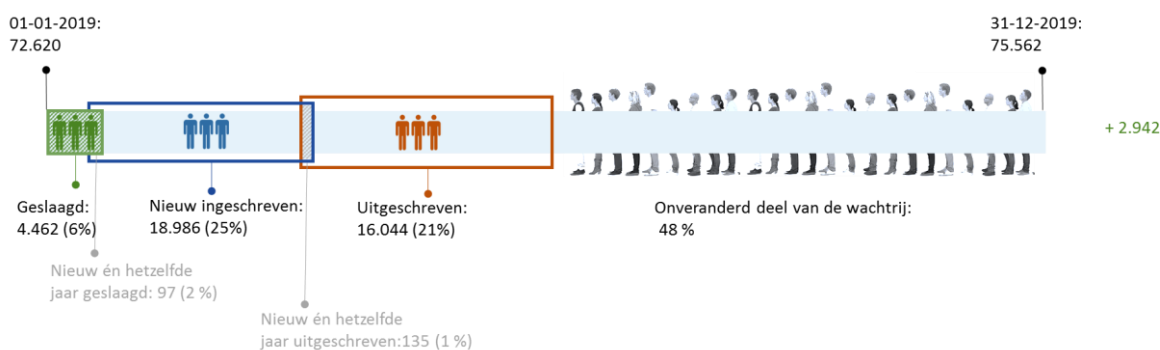 01-01-2019:
72.620
31-12-2019:
75.562
+ 2.942
Geslaagd:
4.462 (6%)
Nieuw ingeschreven:
18.986 (25%)
Uitgeschreven:
16.044 (21%)
Onveranderd deel van de wachtrij:
48 %
Nieuw én hetzelfde
jaar geslaagd: 97 (2 %)
Nieuw én hetzelfde
jaar uitgeschreven:135 (1 %)